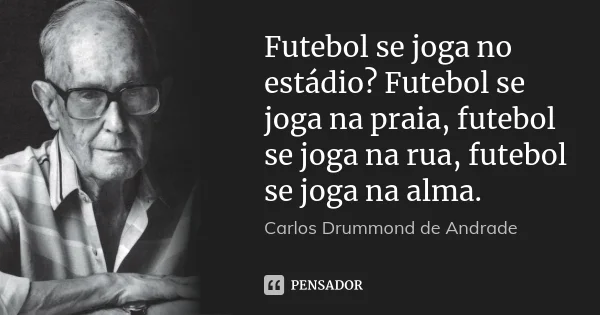 Futebol se joga no
estádio? Futebol se
joga na praia, futebol
se joga na rua, futebol
se joga na alma.
Carlos Drummond de Andrade
PENSADOR